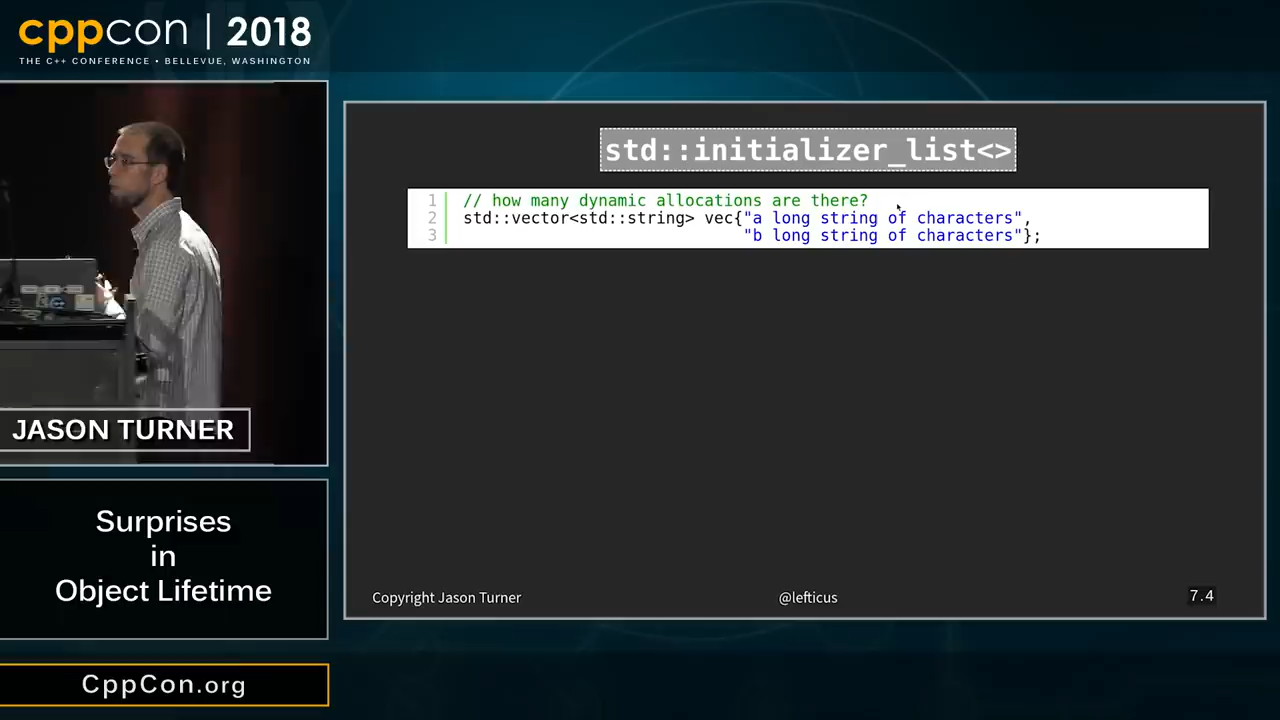 cppcon | 2018
THE C++ CONFERENCE • BELLEVUE, WASHINGTON
JASON TURNER
Surprises
in
Object Lifetime
CppCon.org
std::initializer_list<>
1 // how many dynamic allocations are there?
2 std::vector<std::string> vec{"a long string of characters",
3 "b long string of characters"};
Copyright Jason Turner
@lefticus
7.4